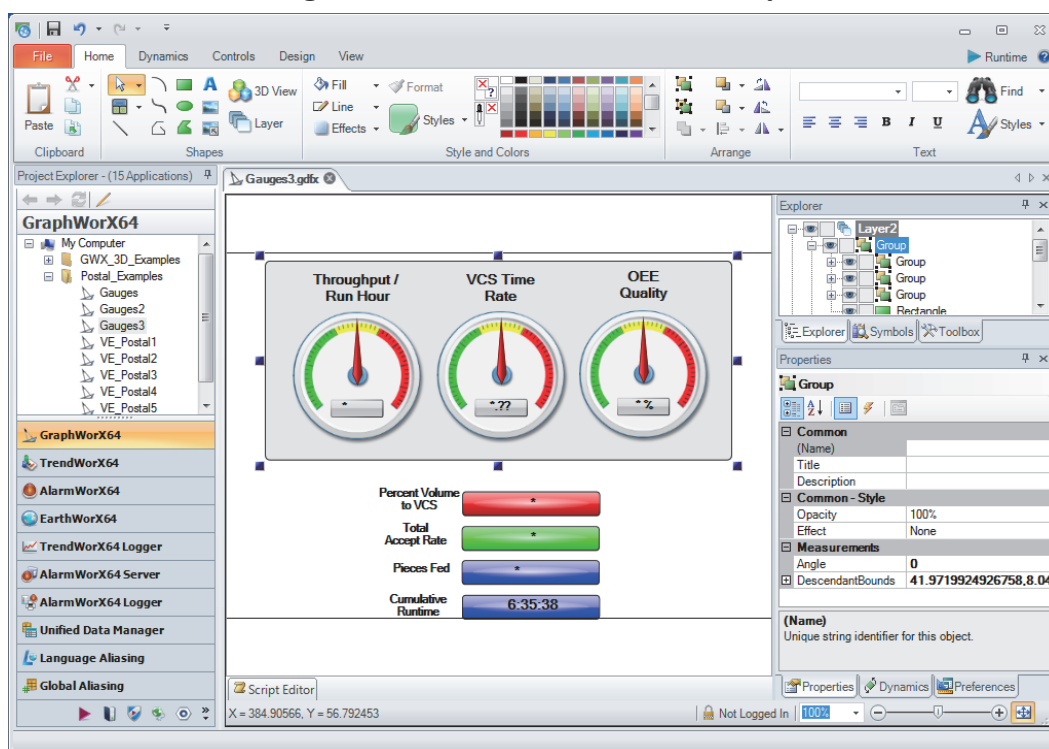 File Home Dynamics Controls Design View Runtime
3D View
Fill
Format
Find
Line
Paste
Layer
Effects
Styles
B I U
Styles
Clipboard
Shapes
Style and Colors
Arrange
Text
Project Explorer - (15 Applications)
GraphWorX64
My Computer
GWX_3D_Examples
Postal_Examples
Gauges
Gauges2
Gauges3
VE_Postal1
VE_Postal2
VE_Postal3
VE_Postal4
VE_Postal5
GraphWorX64
TrendWorX64
AlarmWorX64
EarthWorX64
TrendWorX64 Logger
AlarmWorX64 Server
AlarmWorX64 Logger
Unified Data Manager
Language Aliasing
Global Aliasing
Gauges3.gdfx
Throughput /
Run Hour
VCS Time
Rate
OEE
Quality
*
*.??
*%
Percent Volume
to VCS
*
Total
Accept Rate
*
Pieces Fed
*
Cumulative
Runtime
6:35:38
Script Editor
X = 384.90566, Y = 56.792453
Not Logged In
100%
Explorer
Layer2
Group
Group
Group
Group
Rectangle
Explorer Symbols Toolbox
Properties
Group
Common
(Name)
Title
Description
Common - Style
Opacity 100%
Effect None
Measurements
Angle 0
DescendantBounds 41.9719924926758,8.04
(Name)
Unique string identifier for this object.
Properties Dynamics Preferences